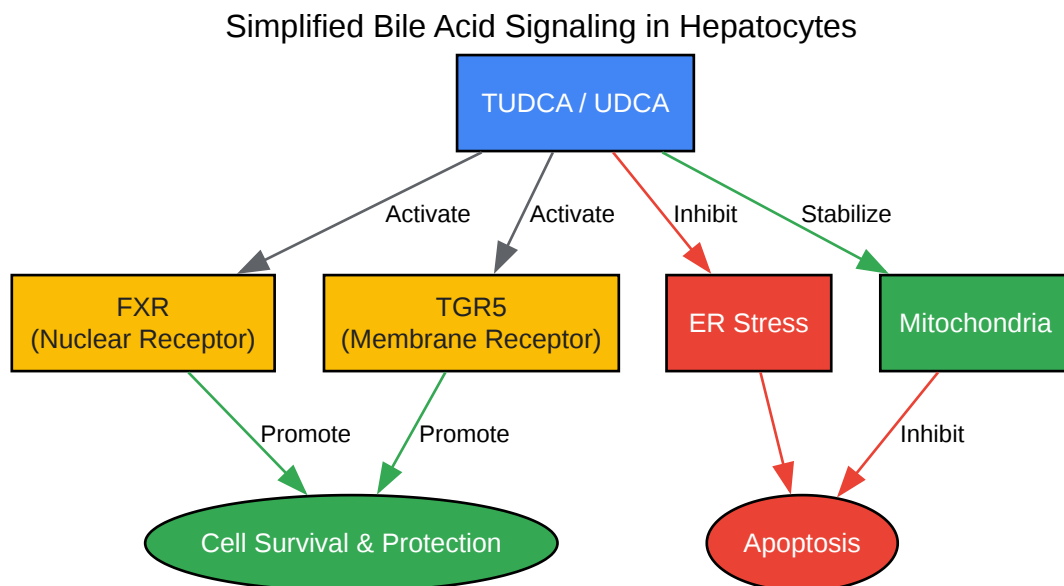 Simplified Bile Acid Signaling in Hepatocytes
TUDCA / UDCA
Activate
Activate
Inhibit
Stabilize
FXR
(Nuclear Receptor)
TGR5
(Membrane Receptor)
ER Stress
Mitochondria
Promote
Promote
Inhibit
Cell Survival & Protection
Apoptosis